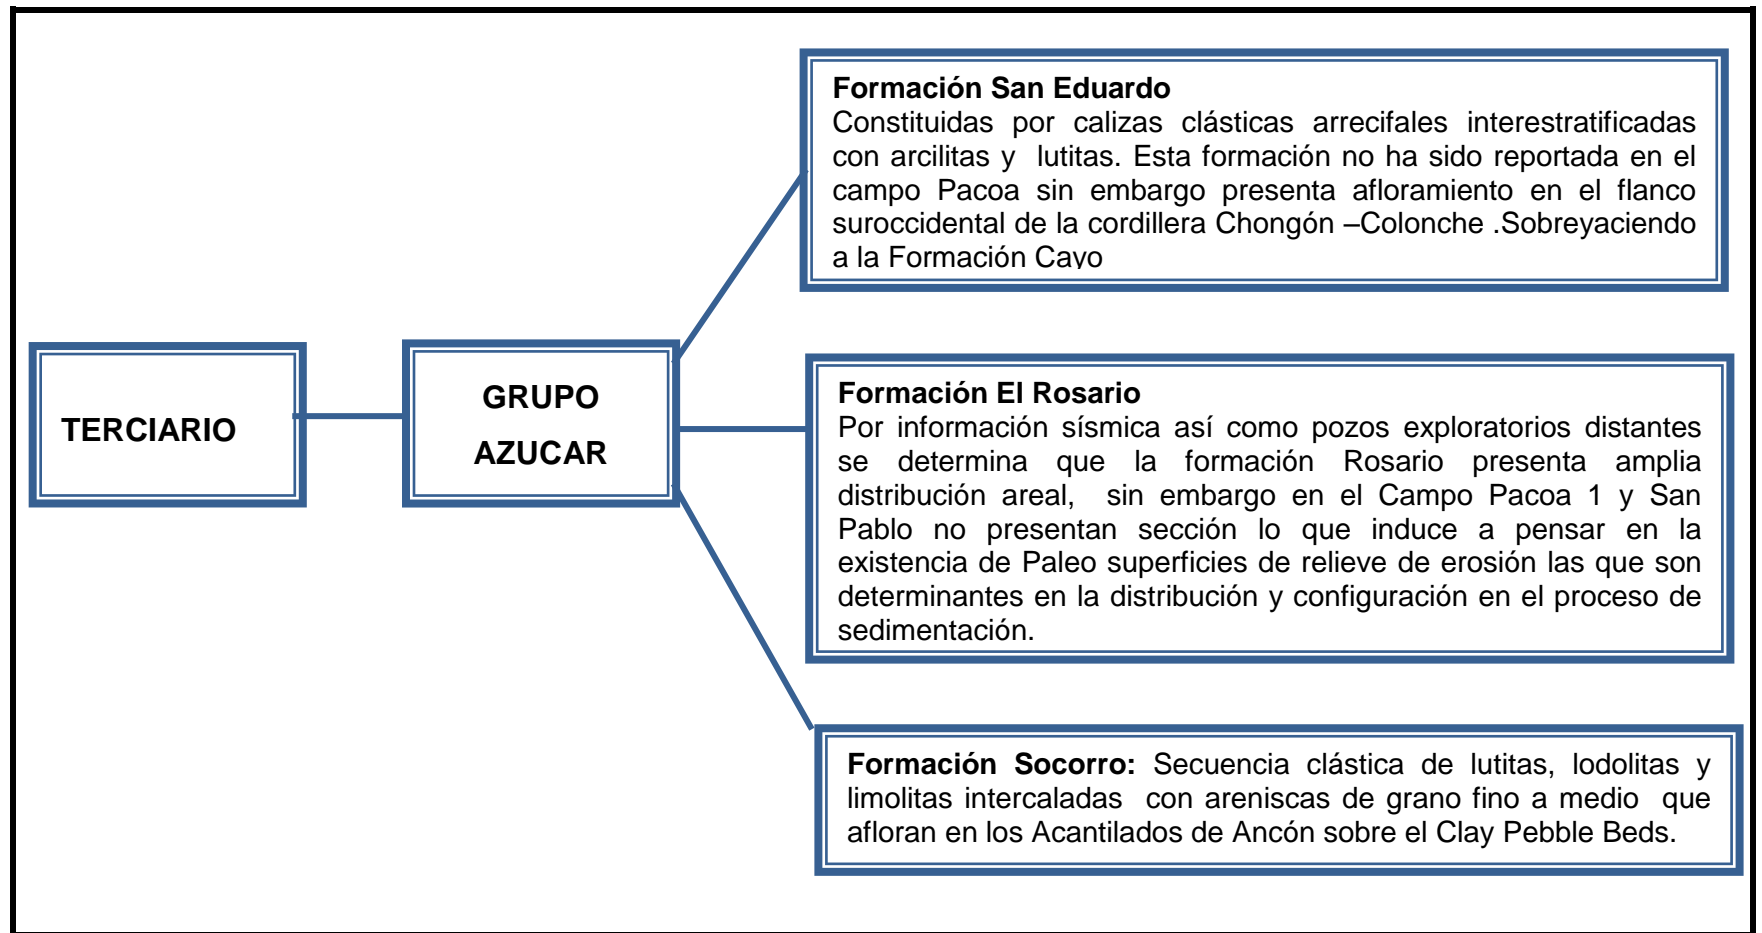 TERCIARIO
GRUPO
AZUCAR
Formación San Eduardo
Constituidas por calizas clásticas arrecifales interestratificadas
con arcilitas y lutitas. Esta formación no ha sido reportada en el
campo Pacoa sin embargo presenta afloramiento en el flanco
suroccidental de la cordillera Chongón –Colonche .Sobreyaciendo
a la Formación Cayo
Formación El Rosario
Por información sísmica así como pozos exploratorios distantes
se determina que la formación Rosario presenta amplia
distribución areal, sin embargo en el Campo Pacoa 1 y San
Pablo no presentan sección lo que induce a pensar en la
existencia de Paleo superficies de relieve de erosión las que son
determinantes en la distribución y configuración en el proceso de
sedimentación.
Formación Socorro: Secuencia clástica de lutitas, lodolitas y
limolitas intercaladas con areniscas de grano fino a medio que
afloran en los Acantilados de Ancón sobre el Clay Pebble Beds.